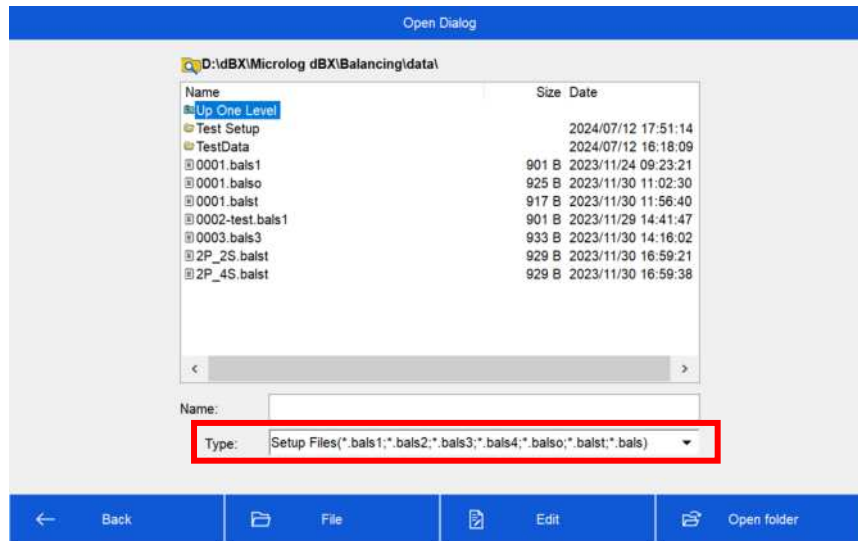 Open Dialog
D:\dBX\Microlog dBX\Balancing\data\
Name Size Date
Up One Level
Test Setup 2024/07/12 17:51:14
TestData 2024/07/12 16:18:09
0001.bals1 901 B 2023/11/24 09:23:21
0001.balso 925 B 2023/11/30 11:02:30
0001.balst 917 B 2023/11/30 11:56:40
0002-test.bals1 901 B 2023/11/29 14:41:47
0003.bals3 933 B 2023/11/30 14:16:02
2P_2S.balst 929 B 2023/11/30 16:59:21
2P_4S.balst 929 B 2023/11/30 16:59:38
Name:
Type: Setup Files(*.bals1;*.bals2;*.bals3;*.bals4;*.balso;*.balst;*.bals)
Back File Edit Open folder